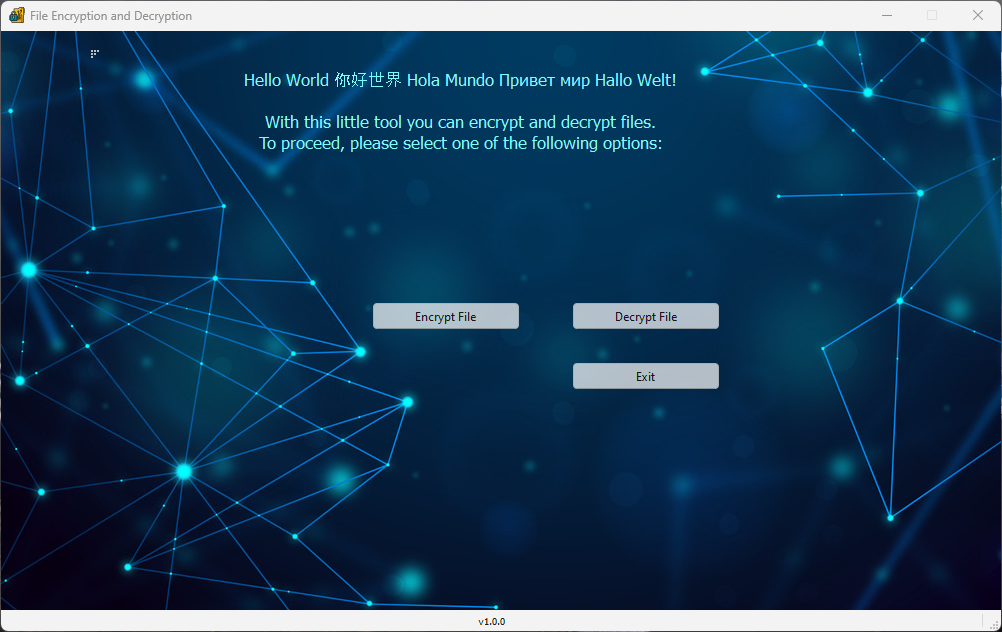 File Encryption and Decryption
Hello World 你好世界 Hola Mundo Привет мир Hallo Welt!
With this little tool you can encrypt and decrypt files.
To proceed, please select one of the following options:
Encrypt File
Decrypt File
Exit
v1.0.0